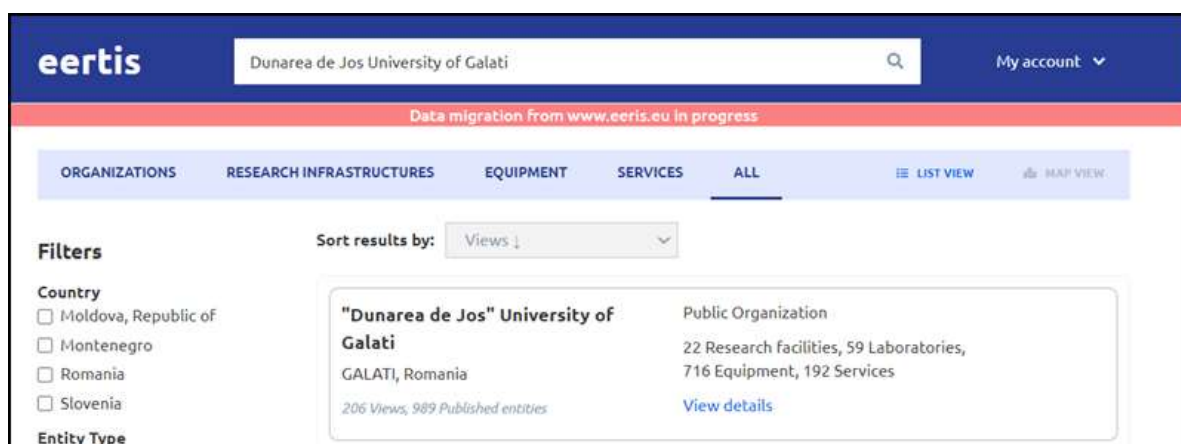 eertis
Dunarea de Jos University of Galati
My account
Data migration from www.eeris.eu in progress
ORGANIZATIONS RESEARCH INFRASTRUCTURES EQUIPMENT SERVICES ALL LIST VIEW MAP VIEW
Filters
Sort results by: Views ↓
Country
Moldova, Republic of
Montenegro
Romania
Slovenia
Entity Type
"Dunarea de Jos" University of
Galati
GALATI, Romania
206 Views, 989 Published entities
Public Organization
22 Research facilities, 59 Laboratories,
716 Equipment, 192 Services
View details